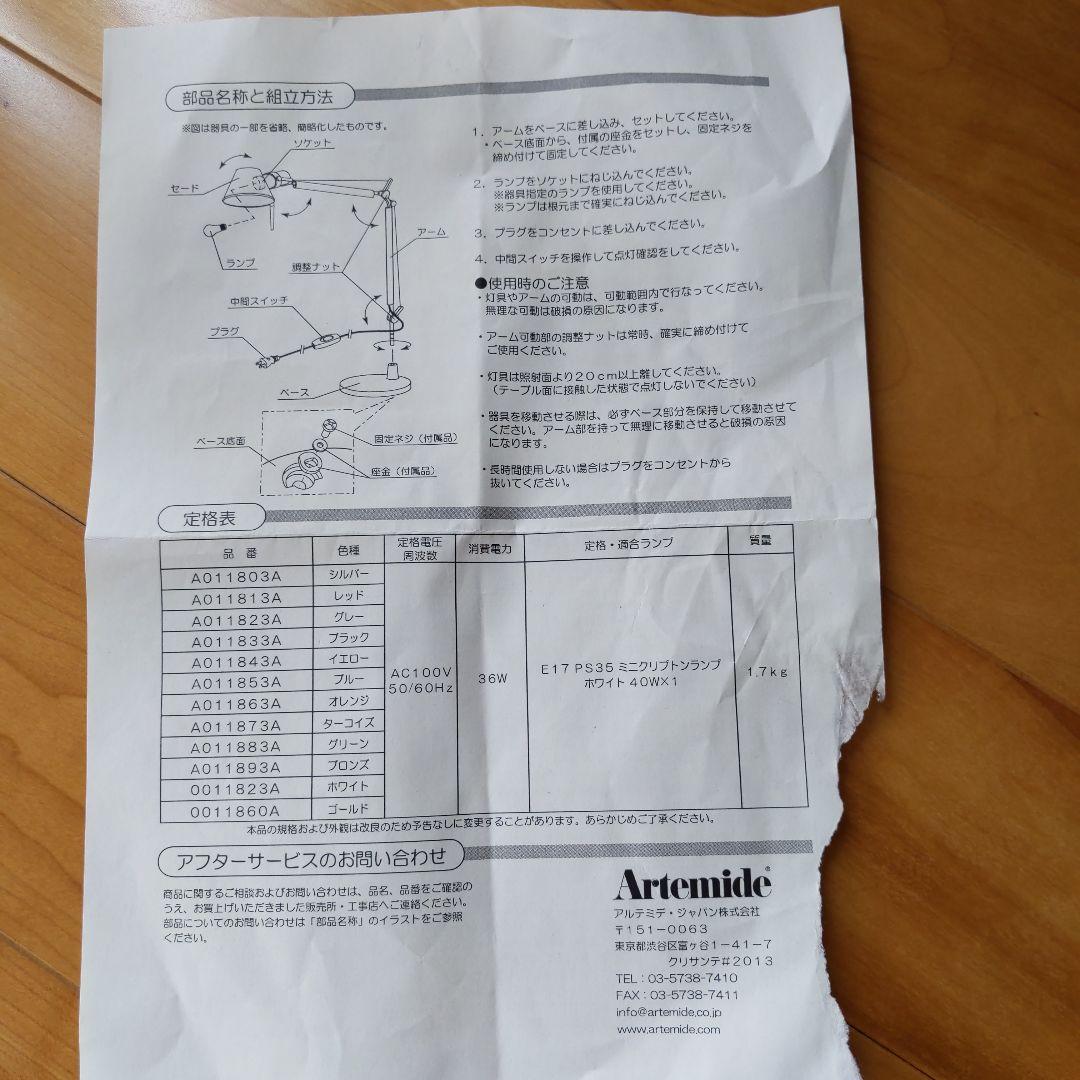 部品名称と組立方法
※図は器具の一部を省略、簡略化したものです。
ソケット
セード
アーム
ランプ
調整ナット
中間スイッチ
プラグ
ベース
ベース底面
固定ネジ（付属品）
座金（付属品）
1．アームをベースに差し込み、セットしてください。
・ベース底面から、付属の座金をセットし、固定ネジを
締め付けて固定してください。
2．ランプをソケットにねじ込んでください。
※器具指定のランプを使用してください。
※ランプは根元まで確実にねじ込んでください。
3．プラグをコンセントに差し込んでください。
4．中間スイッチを操作して点灯確認をしてください。
●使用時のご注意
・灯具やアームの可動は、可動範囲内で行なってください。
無理な可動は破損の原因になります。
・アーム可動部の調整ナットは常時、確実に締め付けて
ご使用ください。
・灯具は照射面より20cm以上離してください。
（テーブル面に接触した状態で点灯しないでください）
・器具を移動させる際は、必ずベース部分を保持して移動させて
ください。アーム部を持って無理に移動させると破損の原因
になります。
・長時間使用しない場合はプラグをコンセントから
抜いてください。
定格表
品番 色種 定格電圧 周波数 消費電力 定格・適合ランプ 質量
A011803A シルバー
A011813A レッド
A011823A グレー
A011833A ブラック
A011843A イエロー
A011853A ブルー
A011863A オレンジ
A011873A ターコイズ
A011883A グリーン
A011893A ブロンズ
0011823A ホワイト
0011860A ゴールド
AC100V
50/60Hz
36W
E17 PS35 ミニクリプトンランプ
ホワイト 40W×1
1.7kg
本品の規格および外観は改良のため予告なしに変更することがあります。あらかじめご了承ください。
アフターサービスのお問い合わせ
商品に関するご相談およびお問い合わせは、品名、品番をご確認の
うえ、お買上げいただきました販売所・工事店へご連絡ください。
部品についてのお問い合わせは「部品名称」のイラストをご参照
ください。
Artemide®
アルテミデ・ジャパン株式会社
〒151-0063
東京都渋谷区富ヶ谷1-41-7
クリサンテ#2013
TEL：03-5738-7410
FAX：03-5738-7411
info@artemide.co.jp
www.artemide.com